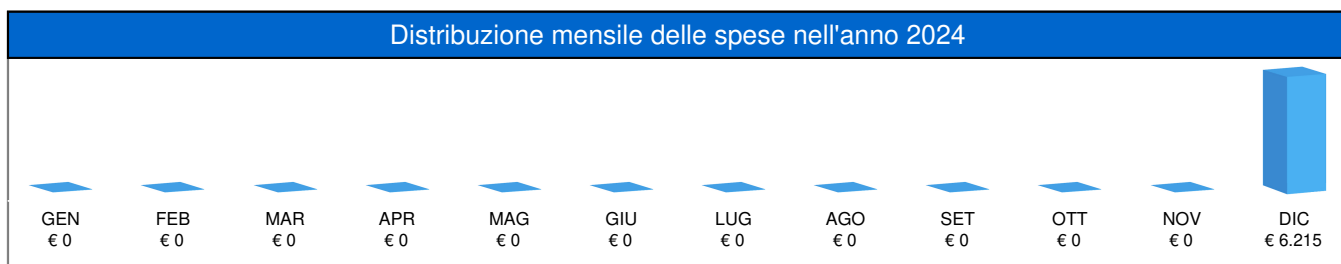 Distribuzione mensile delle spese nell'anno 2024
GEN FEB MAR APR MAG GIU LUG AGO SET OTT NOV DIC
€ 0 € 0 € 0 € 0 € 0 € 0 € 0 € 0 € 0 € 0 € 0 € 6.215